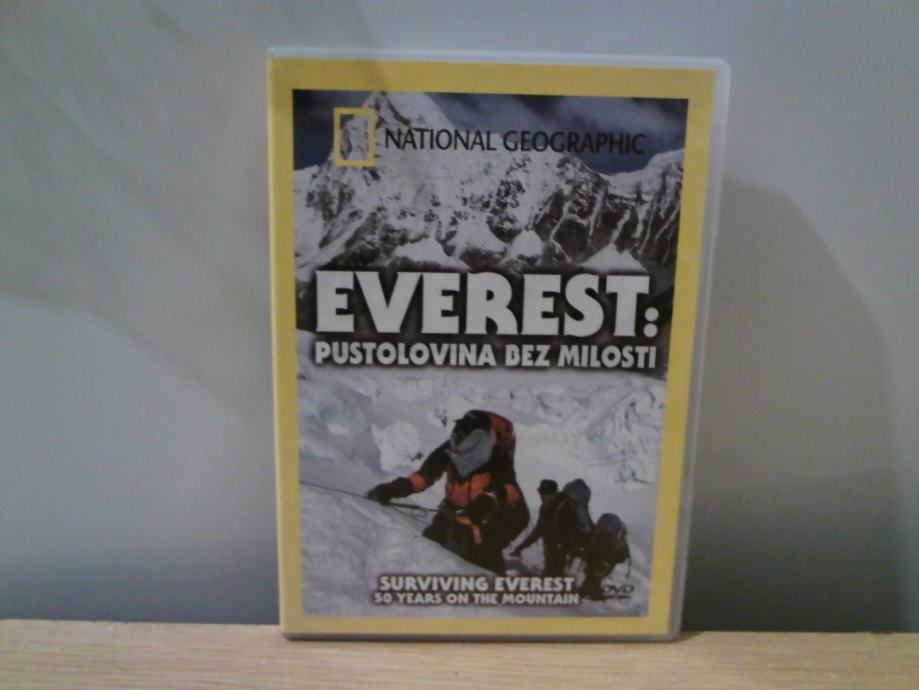 NATIONAL GEOGRAPHIC
EVEREST:
PUSTOLOVINA BEZ MILOSTI
SURVIVING EVEREST
50 YEARS ON THE MOUNTAIN
DVD